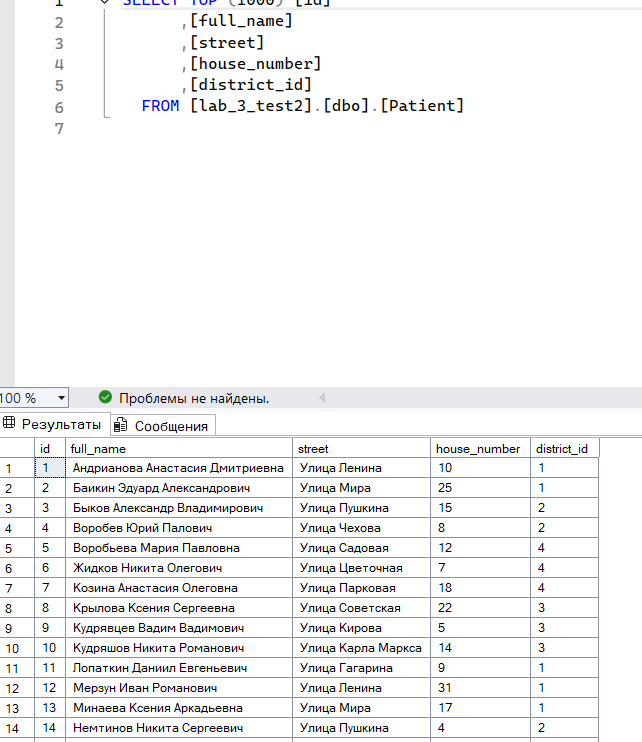 1 SELECT TOP (1000) [id]
2 ,[full_name]
3 ,[street]
4 ,[house_number]
5 ,[district_id]
6 FROM [lab_3_test2].[dbo].[Patient]
7
100 % Проблемы не найдены.
Результаты Сообщения
id full_name street house_number district_id
1 1 Андрианова Анастасия Дмитриевна Улица Ленина 10 1
2 2 Баикин Эдуард Александрович Улица Мира 25 1
3 3 Быков Александр Владимирович Улица Пушкина 15 2
4 4 Воробев Юрий Палович Улица Чехова 8 2
5 5 Воробьева Мария Павловна Улица Садовая 12 4
6 6 Жидков Никита Олегович Улица Цветочная 7 4
7 7 Козина Анастасия Олеговна Улица Парковая 18 4
8 8 Крылова Ксения Сергеевна Улица Советская 22 3
9 9 Кудрявцев Вадим Вадимович Улица Кирова 5 3
10 10 Кудряшов Никита Романович Улица Карла Маркса 14 3
11 11 Лопаткин Даниил Евгеньевич Улица Гагарина 9 1
12 12 Мерзун Иван Романович Улица Ленина 31 1
13 13 Минаева Ксения Аркадьевна Улица Мира 17 1
14 14 Немтинов Никита Сергеевич Улица Пушкина 4 2